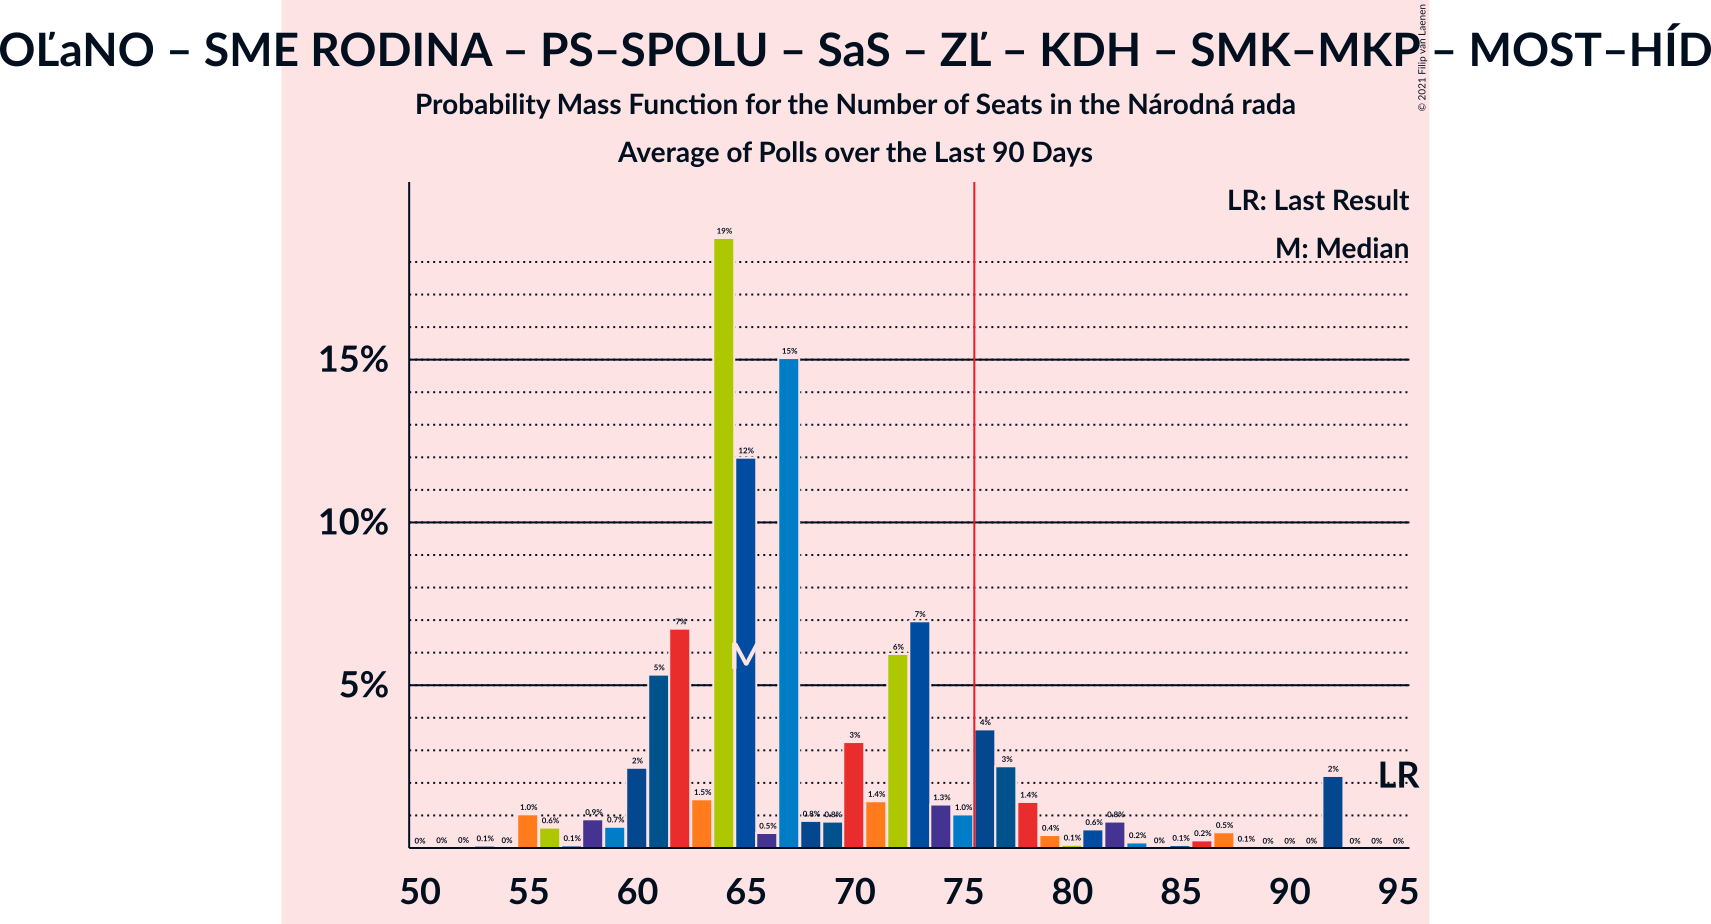 OĽaNO – SME RODINA – PS–SPOLU – SaS – ZĽ – KDH – SMK–MKP – MOST–HÍD
© 2021 Filip van Laenen
Probability Mass Function for the Number of Seats in the Národná rada
Average of Polls over the Last 90 Days
LR: Last Result
M: Median
15%
10%
5%
0% 0% 0% 0.1% 0% 1.0% 0.6% 0.1% 0.9% 0.7% 2% 5% 7% 1.5% 19% 12% 0.5% 15% 0.8% 0.8% 3% 1.4% 6% 7% 1.3% 1.0% 4% 3% 1.4% 0.4% 0.1% 0.6% 0.8% 0.2% 0% 0.1% 0.2% 0.5% 0.1% 0% 0% 0% 2% 0% 0% 0%
M
LR
50 55 60 65 70 75 80 85 90 95